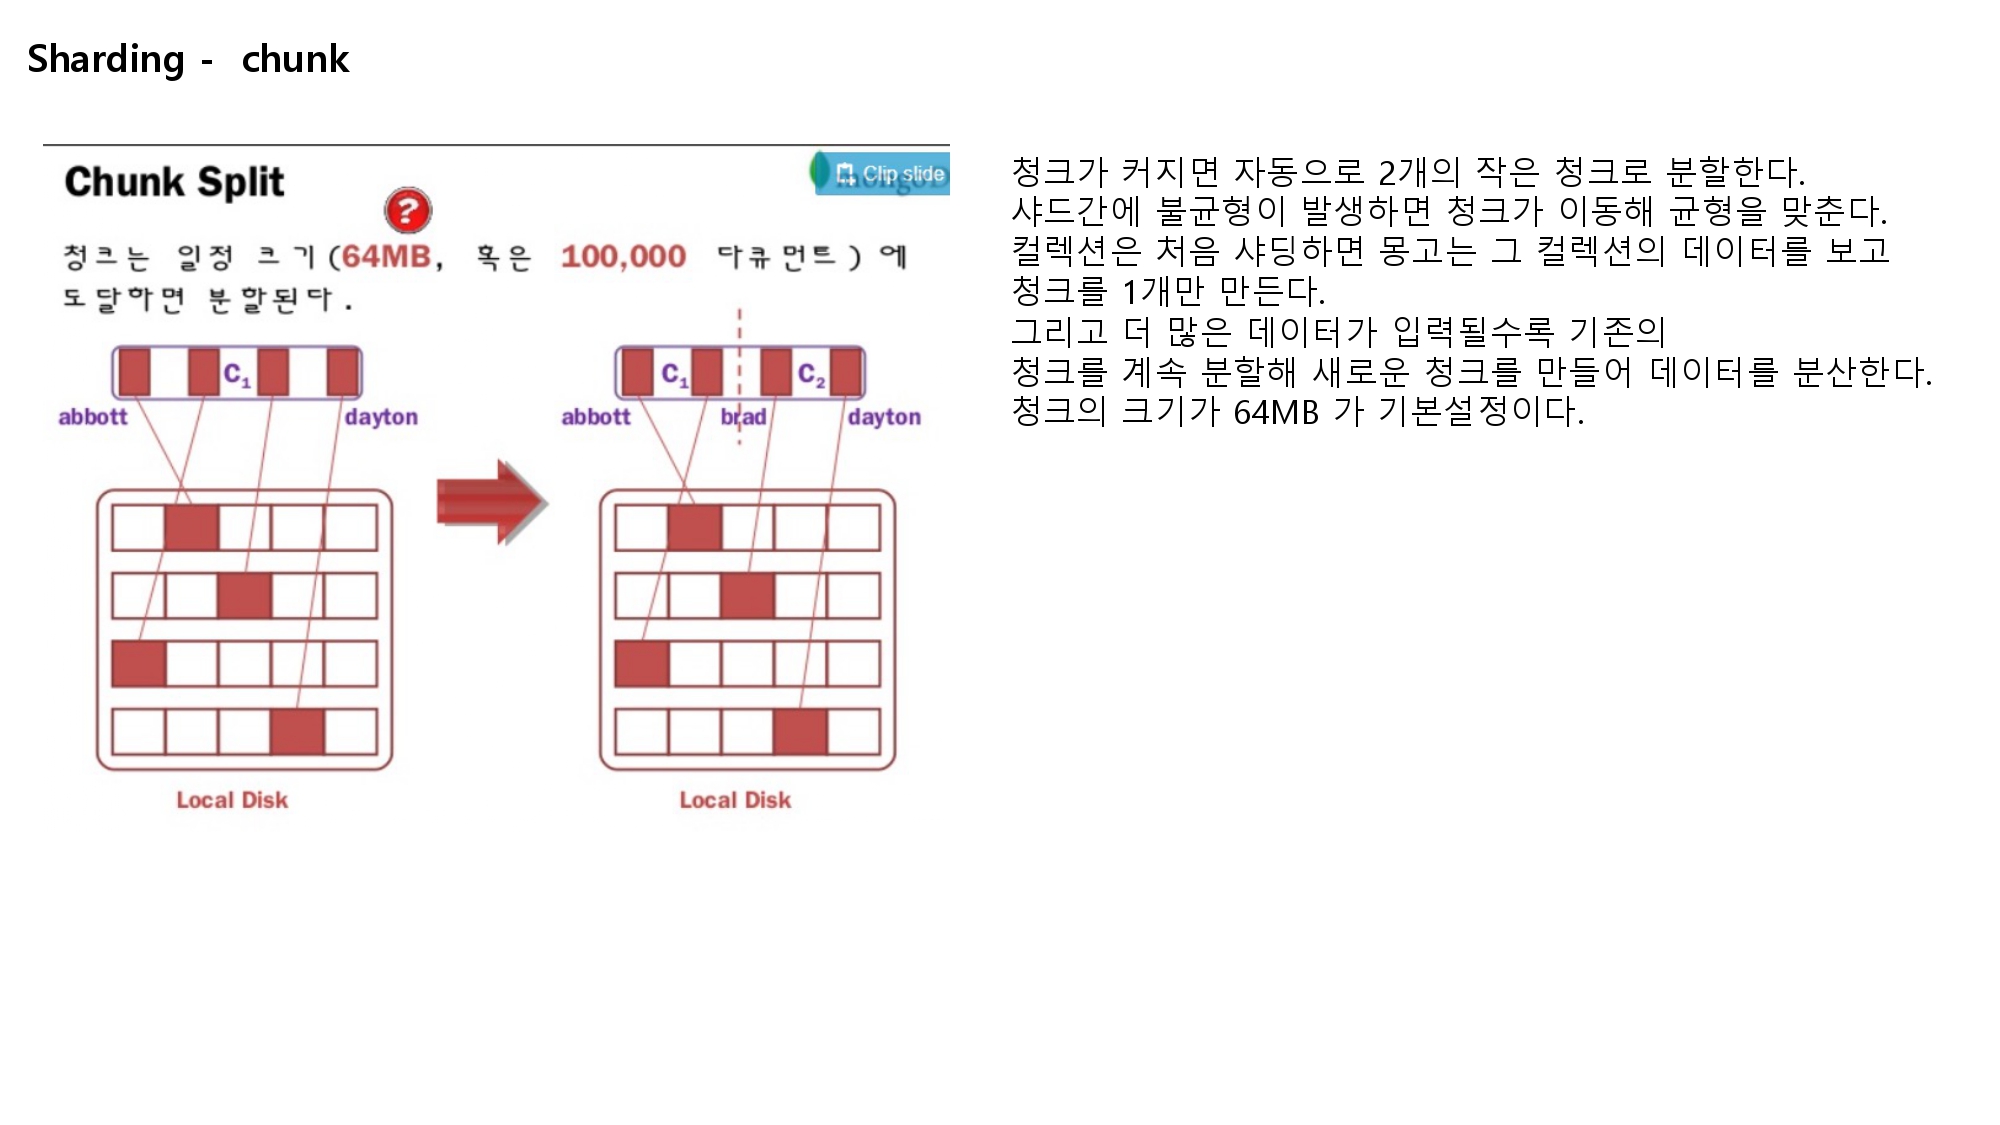 Sharding - chunk
Chunk Split
Clip slide
?
청크는 일정 크기(64MB, 혹은 100,000 다큐먼트)에
도달하면 분할된다.
C1
C1 C2
abbott dayton
abbott brad dayton
Local Disk
Local Disk
청크가 커지면 자동으로 2개의 작은 청크로 분할한다.
샤드간에 불균형이 발생하면 청크가 이동해 균형을 맞춘다.
컬렉션은 처음 샤딩하면 몽고는 그 컬렉션의 데이터를 보고
청크를 1개만 만든다.
그리고 더 많은 데이터가 입력될수록 기존의
청크를 계속 분할해 새로운 청크를 만들어 데이터를 분산한다.
청크의 크기가 64MB 가 기본설정이다.